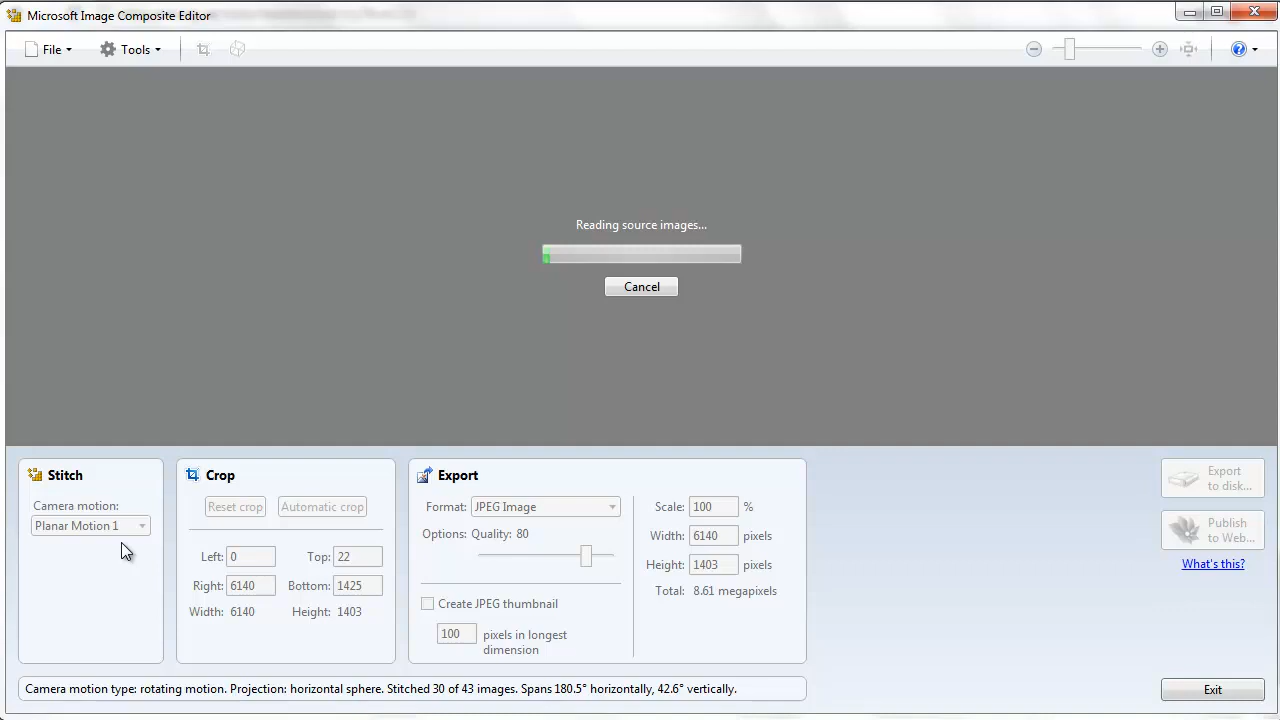 Microsoft Image Composite Editor
File Tools
Reading source images...
Cancel
Stitch
Camera motion:
Planar Motion 1
Crop
Reset crop Automatic crop
Left: 0 Top: 22
Right: 6140 Bottom: 1425
Width: 6140 Height: 1403
Export
Format: JPEG Image
Options: Quality: 80
Create JPEG thumbnail
100 pixels in longest
dimension
Scale: 100 %
Width: 6140 pixels
Height: 1403 pixels
Total: 8.61 megapixels
Export
to disk...
Publish
to Web...
What's this?
Camera motion type: rotating motion. Projection: horizontal sphere. Stitched 30 of 43 images. Spans 180.5° horizontally, 42.6° vertically.
Exit